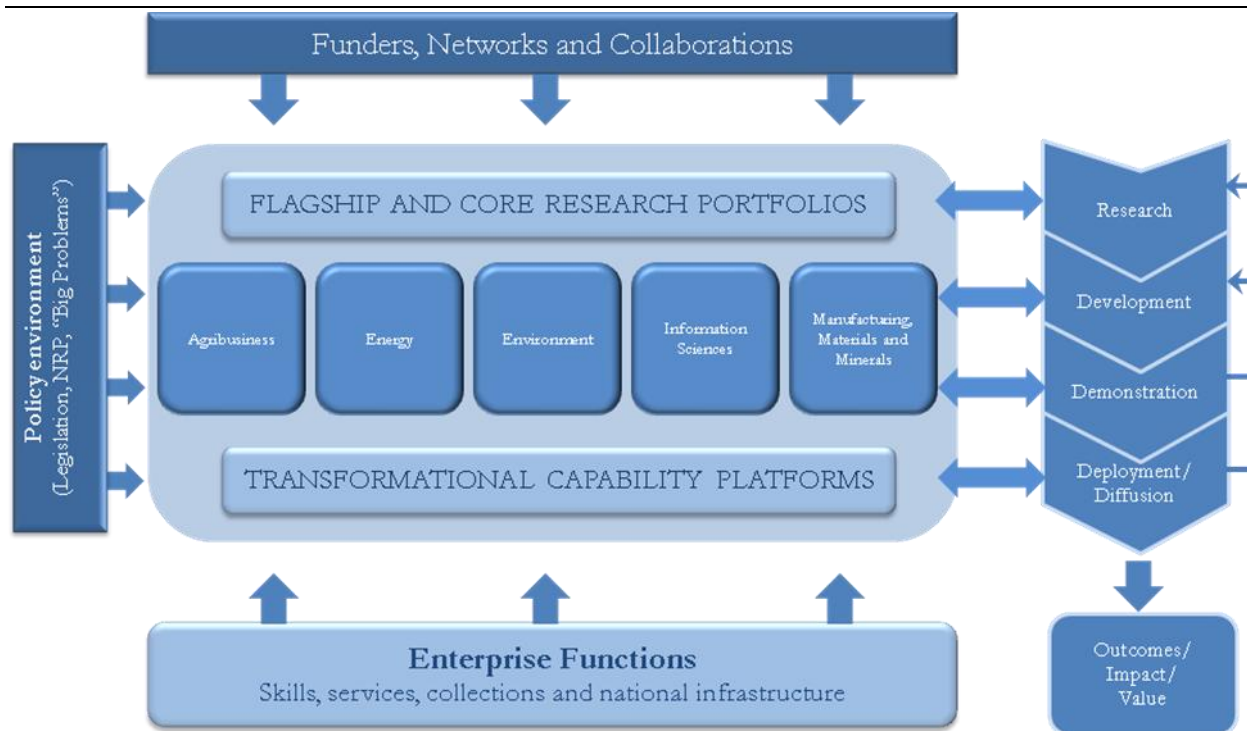 Funders, Networks and Collaborations
Policy environment
(Legislation, NRP, “Big Problems”)
FLAGSHIP AND CORE RESEARCH PORTFOLIOS
Agribusiness
Energy
Environment
Information
Sciences
Manufacturing,
Materials and
Minerals
TRANSFORMATIONAL CAPABILITY PLATFORMS
Enterprise Functions
Skills, services, collections and national infrastructure
Research
Development
Demonstration
Deployment/
Diffusion
Outcomes/
Impact/
Value